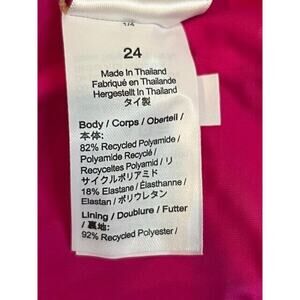 24
Made In Thailand
Fabriqué en Thaïlande
Hergestellt In Thailand
タイ製
Body / Corps / Oberteil /
本体:
82% Recycled Polyamide /
Polyamide Recyclé /
Recyceltes Polyamid / リ
サイクルポリアミド
18% Elastane / Élasthanne /
Elastan / ポリウレタン
Lining / Doublure / Futter
/ 裏地:
92% Recycled Polyester /